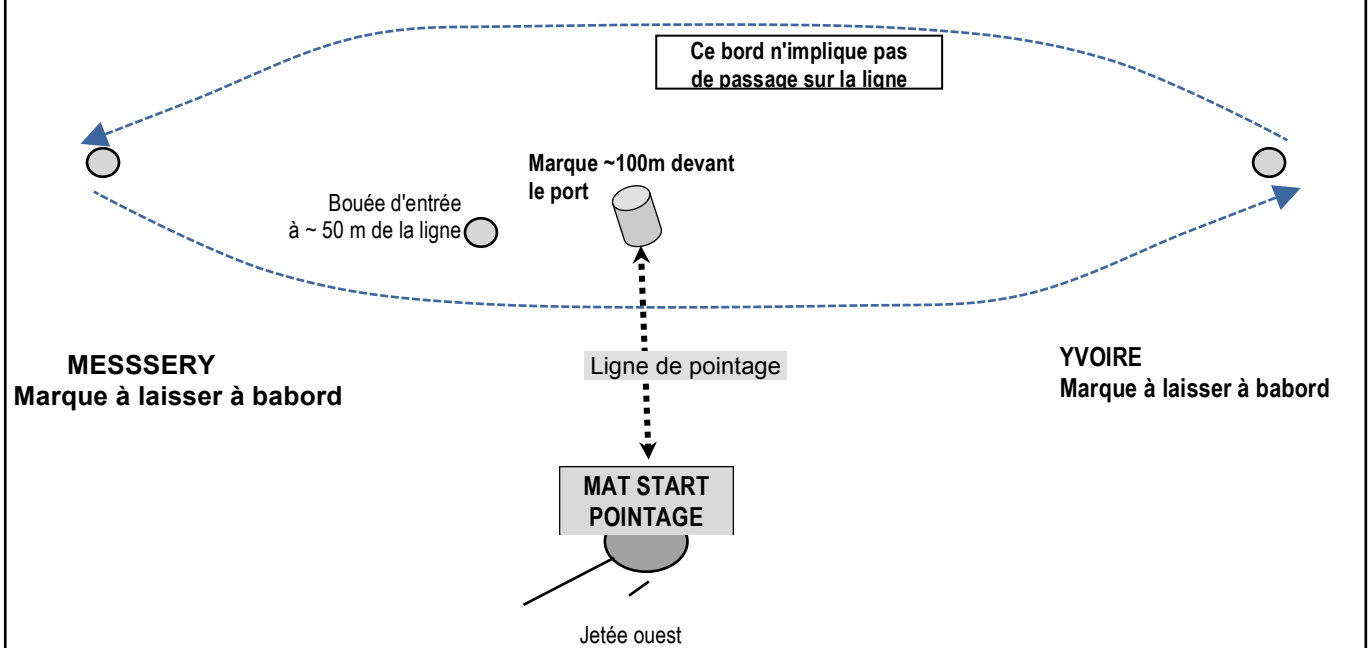 Ce bord n'implique pas
de passage sur la ligne
Marque ~100m devant
le port
Bouée d'entrée
à ~ 50 m de la ligne
MESSSERY
Marque à laisser à babord
Ligne de pointage
YVOIRE
Marque à laisser à babord
MAT START
POINTAGE
Jetée ouest